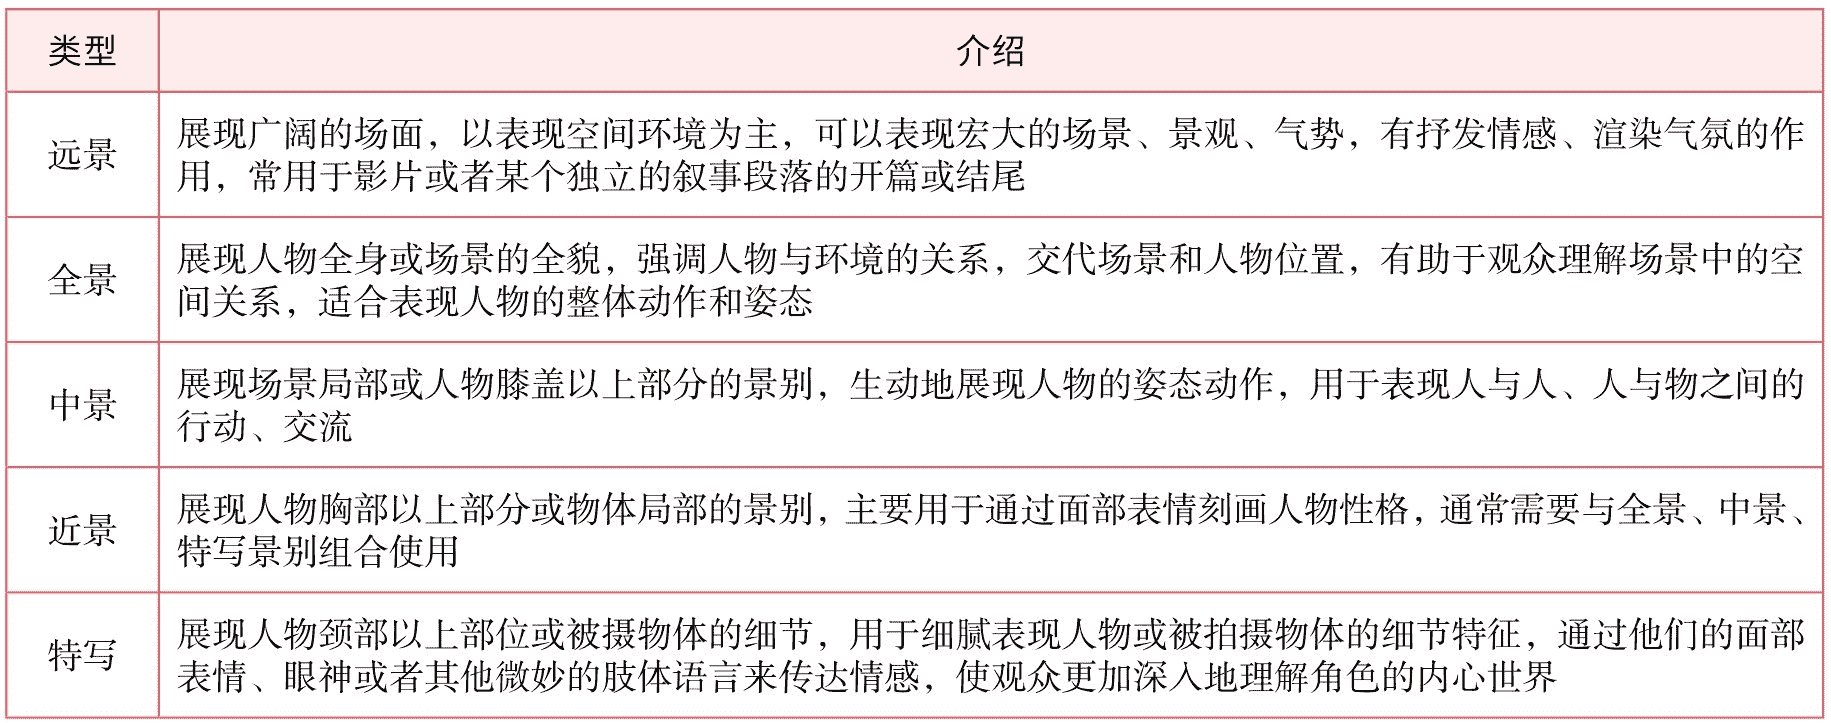 类型
介绍
远景
展现广阔的场面，以表现空间环境为主，可以表现宏大的场景、景观、气势，有抒发情感、渲染气氛的作
用，常用于影片或者某个独立的叙事段落的开篇或结尾
全景
展现人物全身或场景的全貌，强调人物与环境的关系，交代场景和人物位置，有助于观众理解场景中的空
间关系，适合表现人物的整体动作和姿态
中景
展现场景局部或人物膝盖以上部分的景别，生动地展现人物的姿态动作，用于表现人与人、人与物之间的
行动、交流
近景
展现人物胸部以上部分或物体局部的景别，主要用于通过面部表情刻画人物性格，通常需要与全景、中景、
特写景别组合使用
特写
展现人物颈部以上部位或被摄物体的细节，用于细腻表现人物或被拍摄物体的细节特征，通过他们的面部
表情、眼神或者其他微妙的肢体语言来传达情感，使观众更加深入地理解角色的内心世界